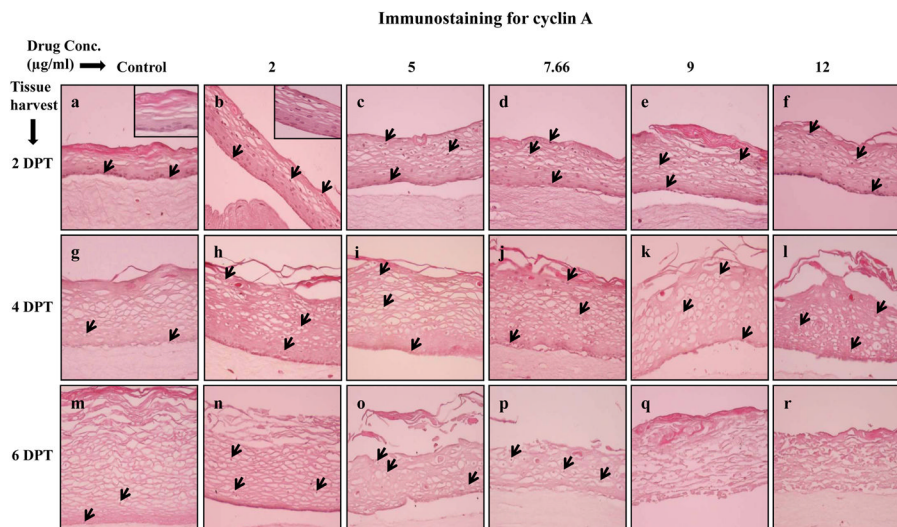 Immunostaining for cyclin A
Drug Conc.
(µg/ml)
Control 2 5 7.66 9 12
Tissue
harvest
a b c d e f
2 DPT
g h i j k l
4 DPT
m n o p q r
6 DPT